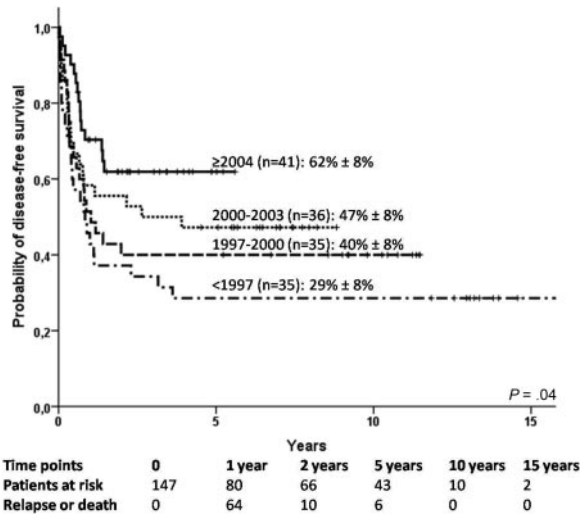 Probability of disease-free survival
1,0
0,8
0,6
0,4
0,2
0,0
≥2004 (n=41): 62% ± 8%
2000-2003 (n=36): 47% ± 8%
1997-2000 (n=35): 40% ± 8%
<1997 (n=35): 29% ± 8%
P = .04
0 5 10 15
Years
Time points 0 1 year 2 years 5 years 10 years 15 years
Patients at risk 147 80 66 43 10 2
Relapse or death 0 64 10 6 0 0